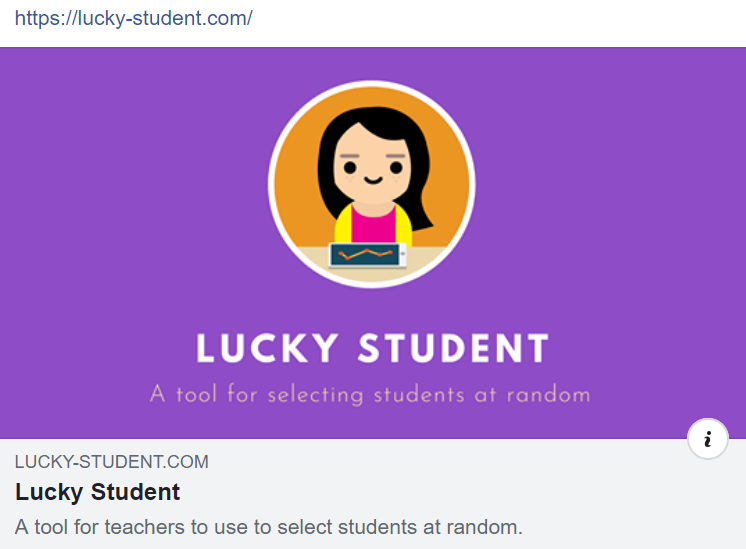 https://lucky-student.com/
LUCKY STUDENT
A tool for selecting students at random
i
LUCKY-STUDENT.COM
Lucky Student
A tool for teachers to use to select students at random.